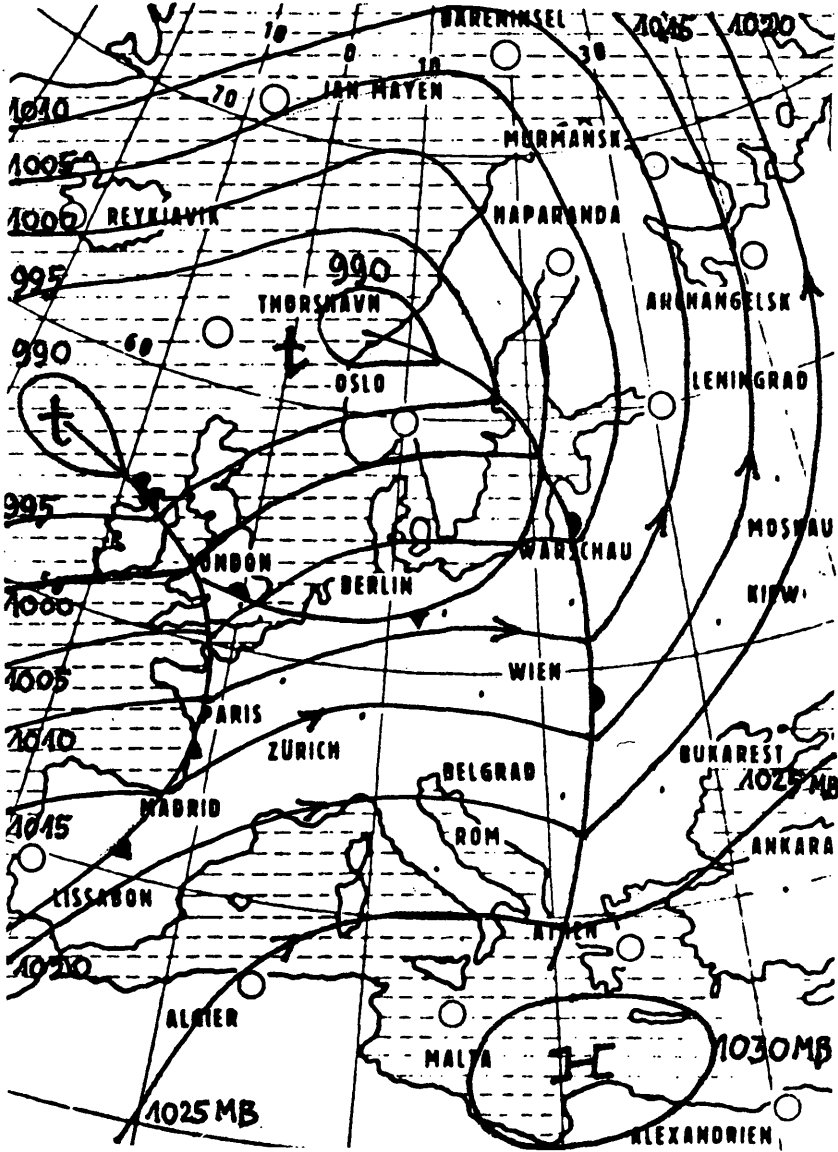 BÄRENINSEL
1015
1020
10
0
10
30
70
JAN MAYEN
1010
MURMANSK
1005
1000
REYKIAVIK
HAPARANDA
995
990
THORSHAVN
ARCHANGELSK
t
60
990
OSLO
LENINGRAD
t
995
MOSKAU
LONDON
WARSCHAU
BERLIN
KIEW
1000
WIEN
1005
PARIS
1010
ZÜRICH
BUKAREST
BELGRAD
1025 MB
MADRID
1015
ROM
ANKARA
LISSABON
ATHEN
1020
ALGIER
MALTA
H
1030 MB
1025 MB
ALEXANDRIEN